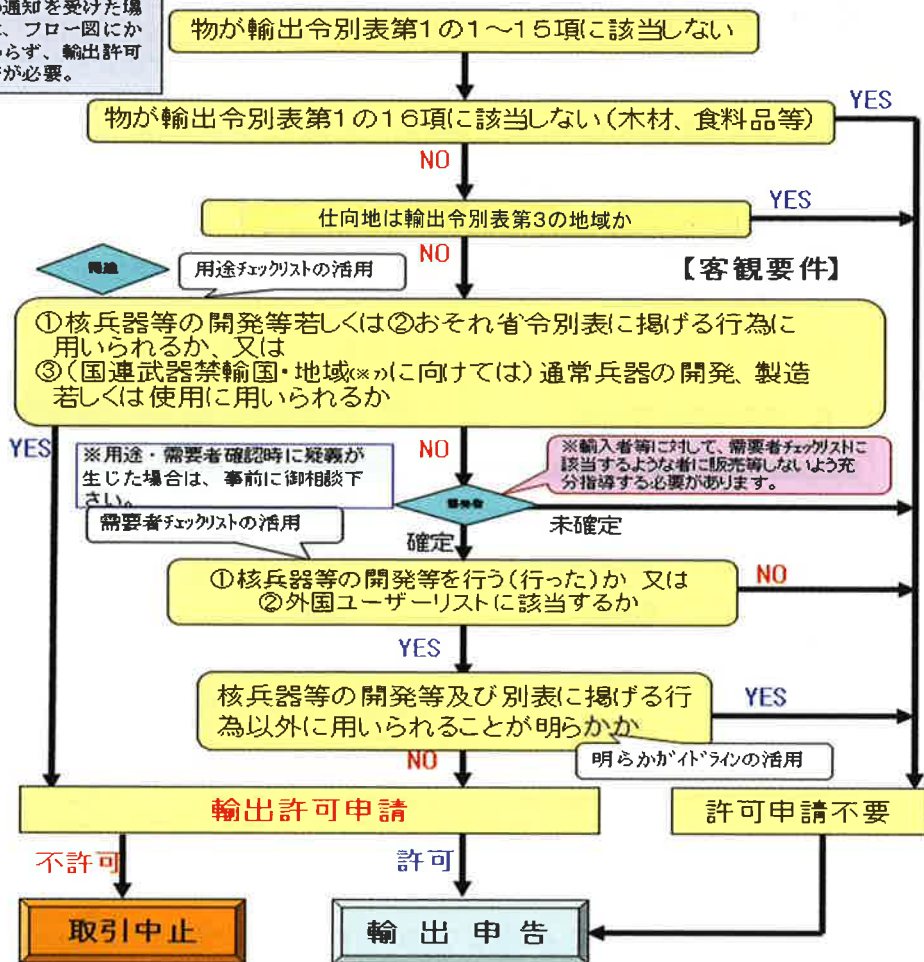 通知を受けた場
、フロー図にか
らず、輸出許可
が必要。
物が輸出令別表第1の1~15項に該当しない
物が輸出令別表第1の16項に該当しない(木材、食料品等)
YES
NO
仕向地は輸出令別表第3の地域か
YES
NO
用途
用途チェックリストの活用
【客観要件】
①核兵器等の開発等若しくは②おそれ省令別表に掲げる行為に
用いられるか、又は
③(国連武器禁輸国・地域(※7)に向けては)通常兵器の開発、製造
若しくは使用に用いられるか
YES
NO
※用途・需要者確認時に疑義が
生じた場合は、事前に御相談下
さい。
※輸入者等に対して、需要者チェックリストに
該当するような者に販売等しないよう充
分指導する必要があります。
需要者
需要者チェックリストの活用
確定
未確定
①核兵器等の開発等を行う(行った)か 又は
②外国ユーザーリストに該当するか
NO
YES
核兵器等の開発等及び別表に掲げる行
為以外に用いられることが明らかか
YES
明らかガイドラインの活用
NO
輸出許可申請
許可申請不要
不許可
許可
取引中止
輸出申告